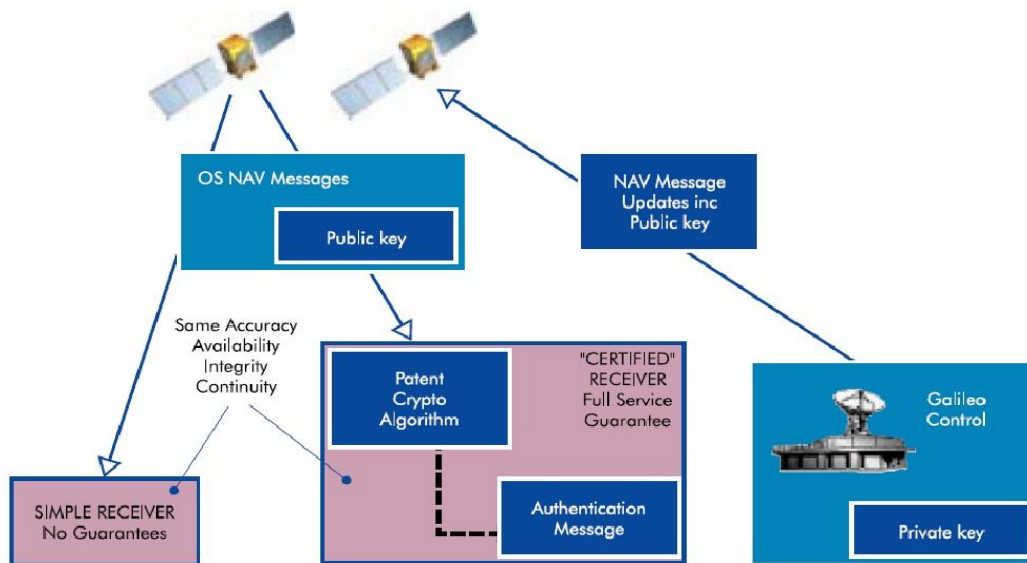 OS NAV Messages
Public key
NAV Message
Updates inc
Public key
Same Accuracy
Availability
Integrity
Continuity
Patent
Crypto
Algorithm
"CERTIFIED"
RECEIVER
Full Service
Guarantee
Authentication
Message
Galileo
Control
Private key
SIMPLE RECEIVER
No Guarantees